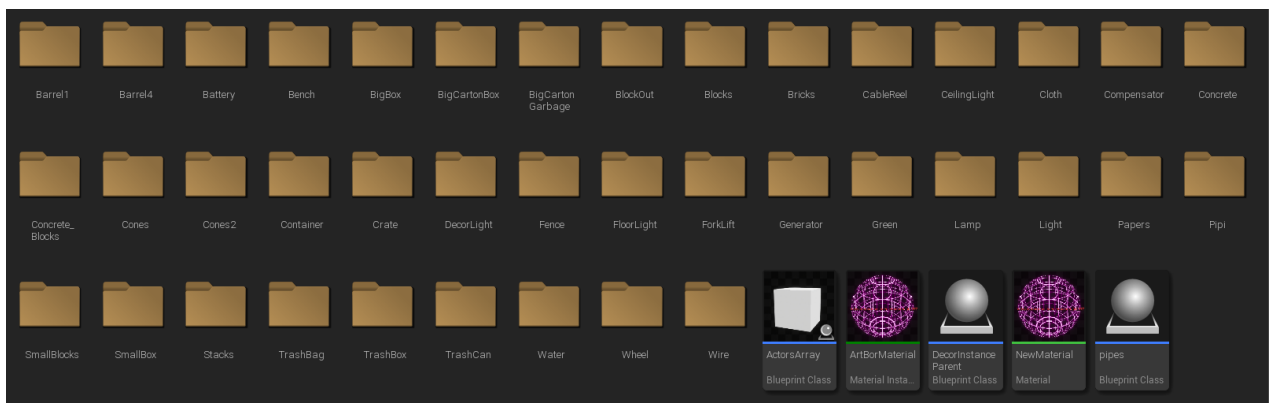 Barrel1 Barrel4 Battery Bench BigBox BigCartonBox BigCarton BlockOut Blocks Bricks CableReel CeilingLight Cloth Compensator Concrete
Garbage
Concrete_ Cones Cones2 Container Crate DecorLight Fence FloorLight ForkLift Generator Green Lamp Light Papers Pipi
Blocks
SmallBlocks SmallBox Stacks TrashBag TrashBox TrashCan Water Wheel Wire ActorsArray ArtBorMaterial DecorInstance NewMaterial pipes
Parent
Blueprint Class Material Insta... Blueprint Class Material Blueprint Class